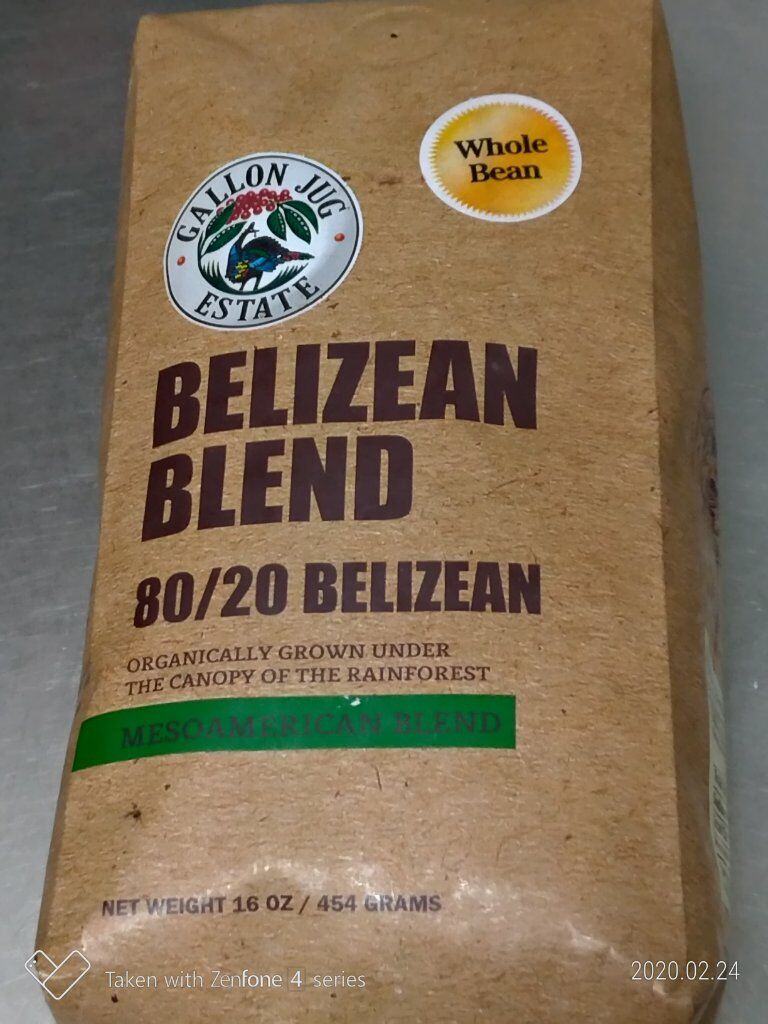 GALLON JUG
ESTATE
Whole
Bean
BELIZEAN
BLEND
80/20 BELIZEAN
ORGANICALLY GROWN UNDER
THE CANOPY OF THE RAINFOREST
MESOAMERICAN BLEND
NET WEIGHT 16 OZ / 454 GRAMS
Taken with Zenfone 4 series
2020.02.24